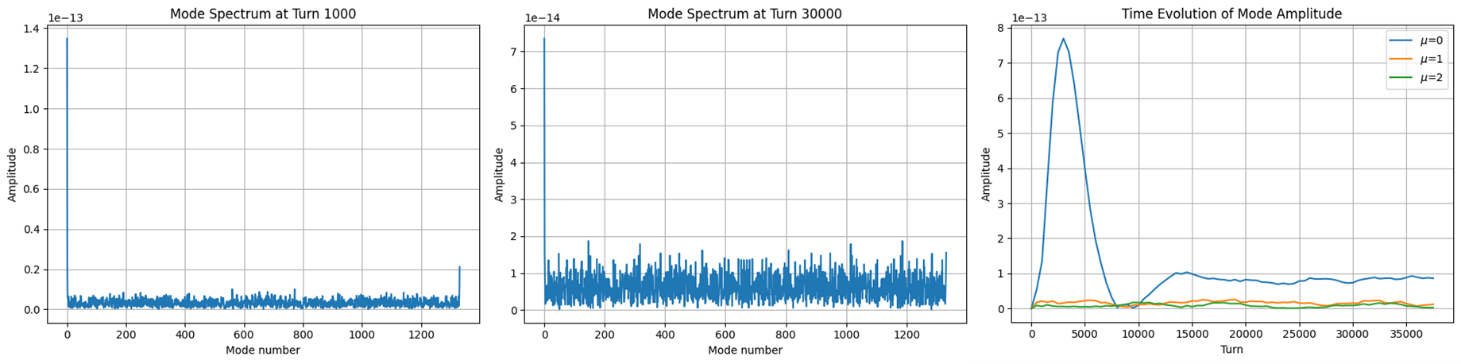 Mode Spectrum at Turn 1000
1e−13
1.4
1.2
1.0
0.8
0.6
0.4
0.2
0.0
Amplitude
0 200 400 600 800 1000 1200
Mode number
Mode Spectrum at Turn 30000
1e−14
7
6
5
4
3
2
1
0
Amplitude
0 200 400 600 800 1000 1200
Mode number
Time Evolution of Mode Amplitude
1e−13
8
7
6
5
4
3
2
1
0
Amplitude
μ=0
μ=1
μ=2
0 5000 10000 15000 20000 25000 30000 35000
Turn